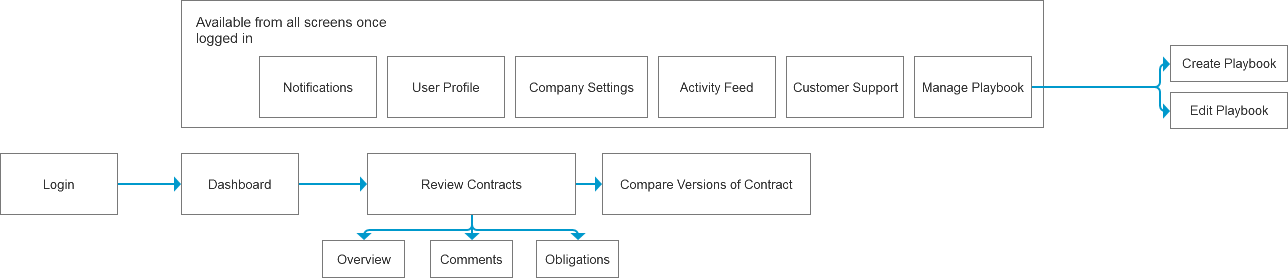 Available from all screens once
logged in
Notifications
User Profile
Company Settings
Activity Feed
Customer Support
Manage Playbook
Create Playbook
Edit Playbook
Login
Dashboard
Review Contracts
Compare Versions of Contract
Overview
Comments
Obligations